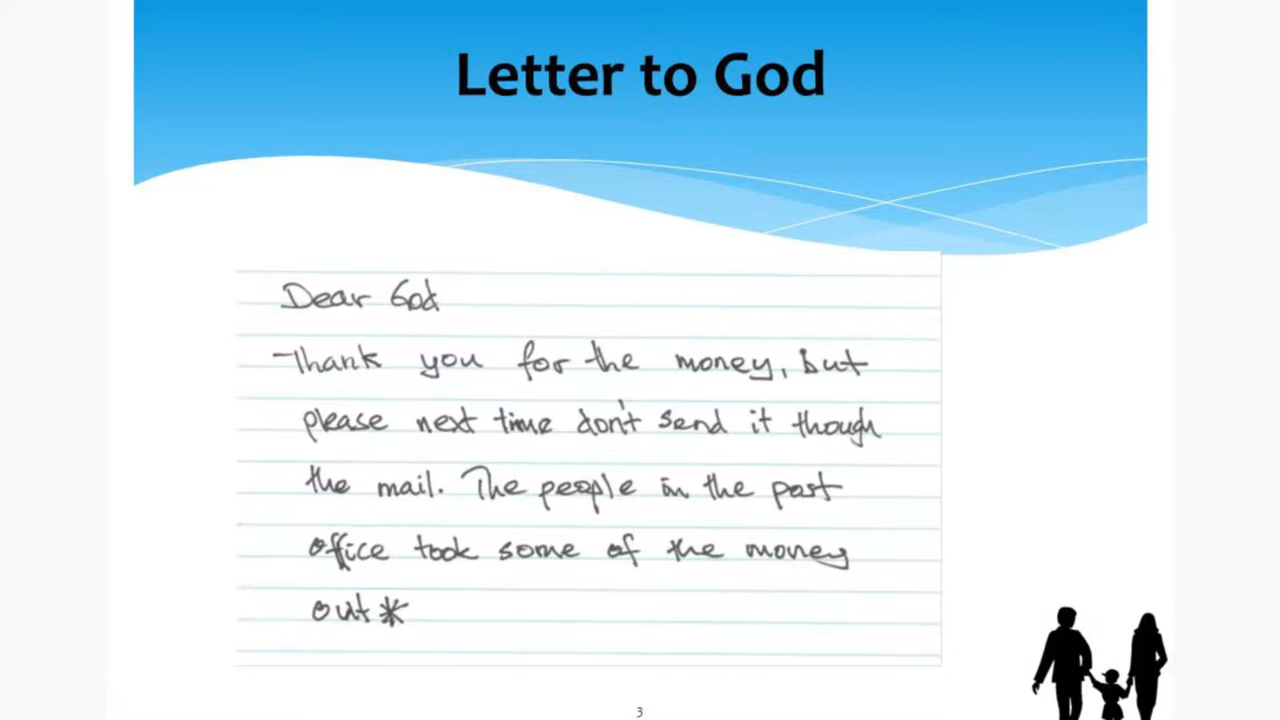 Letter to God
Dear God
Thank you for the money, but
please next time don't send it though
the mail. The people in the post
office took some of the money
out*
3